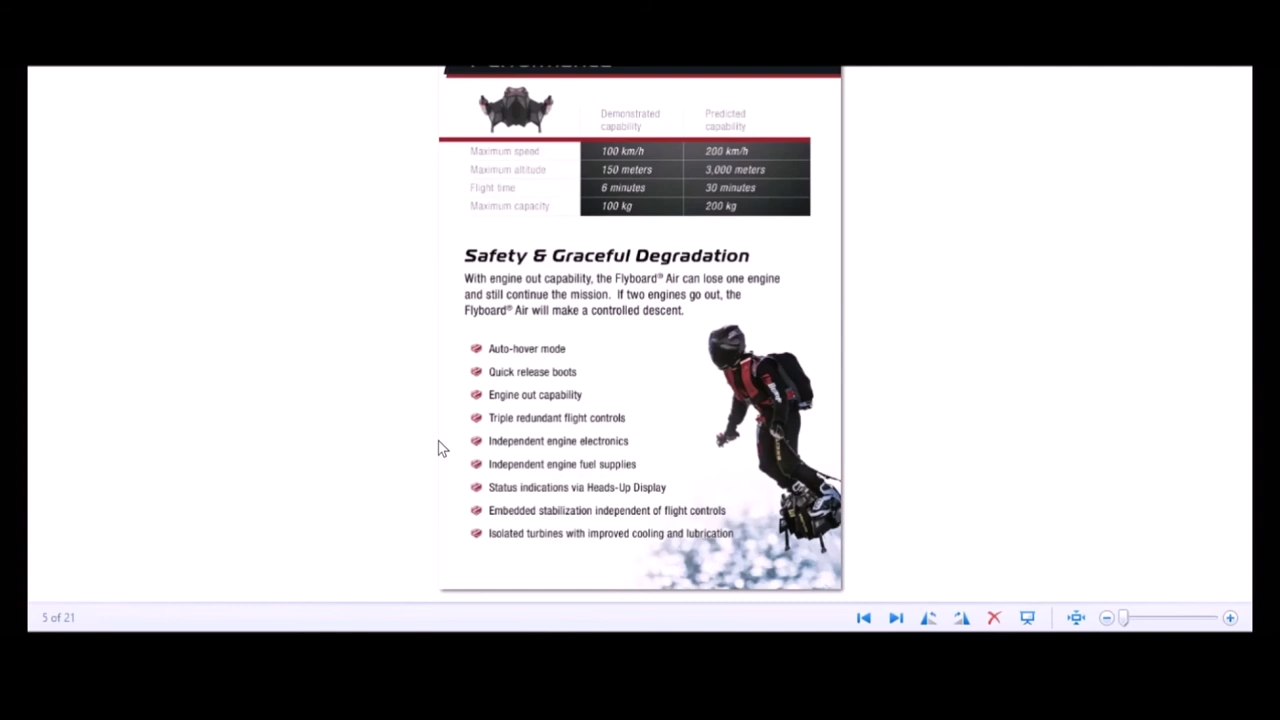 Demonstrated capability
Predicted capability
Maximum speed 100 km/h 200 km/h
Maximum altitude 150 meters 3,000 meters
Flight time 6 minutes 30 minutes
Maximum capacity 100 kg 200 kg
Safety & Graceful Degradation
With engine out capability, the Flyboard® Air can lose one engine
and still continue the mission. If two engines go out, the
Flyboard® Air will make a controlled descent.
Auto-hover mode
Quick release boots
Engine out capability
Triple redundant flight controls
Independent engine electronics
Independent engine fuel supplies
Status indications via Heads-Up Display
Embedded stabilization independent of flight controls
Isolated turbines with improved cooling and lubrication
5 of 21